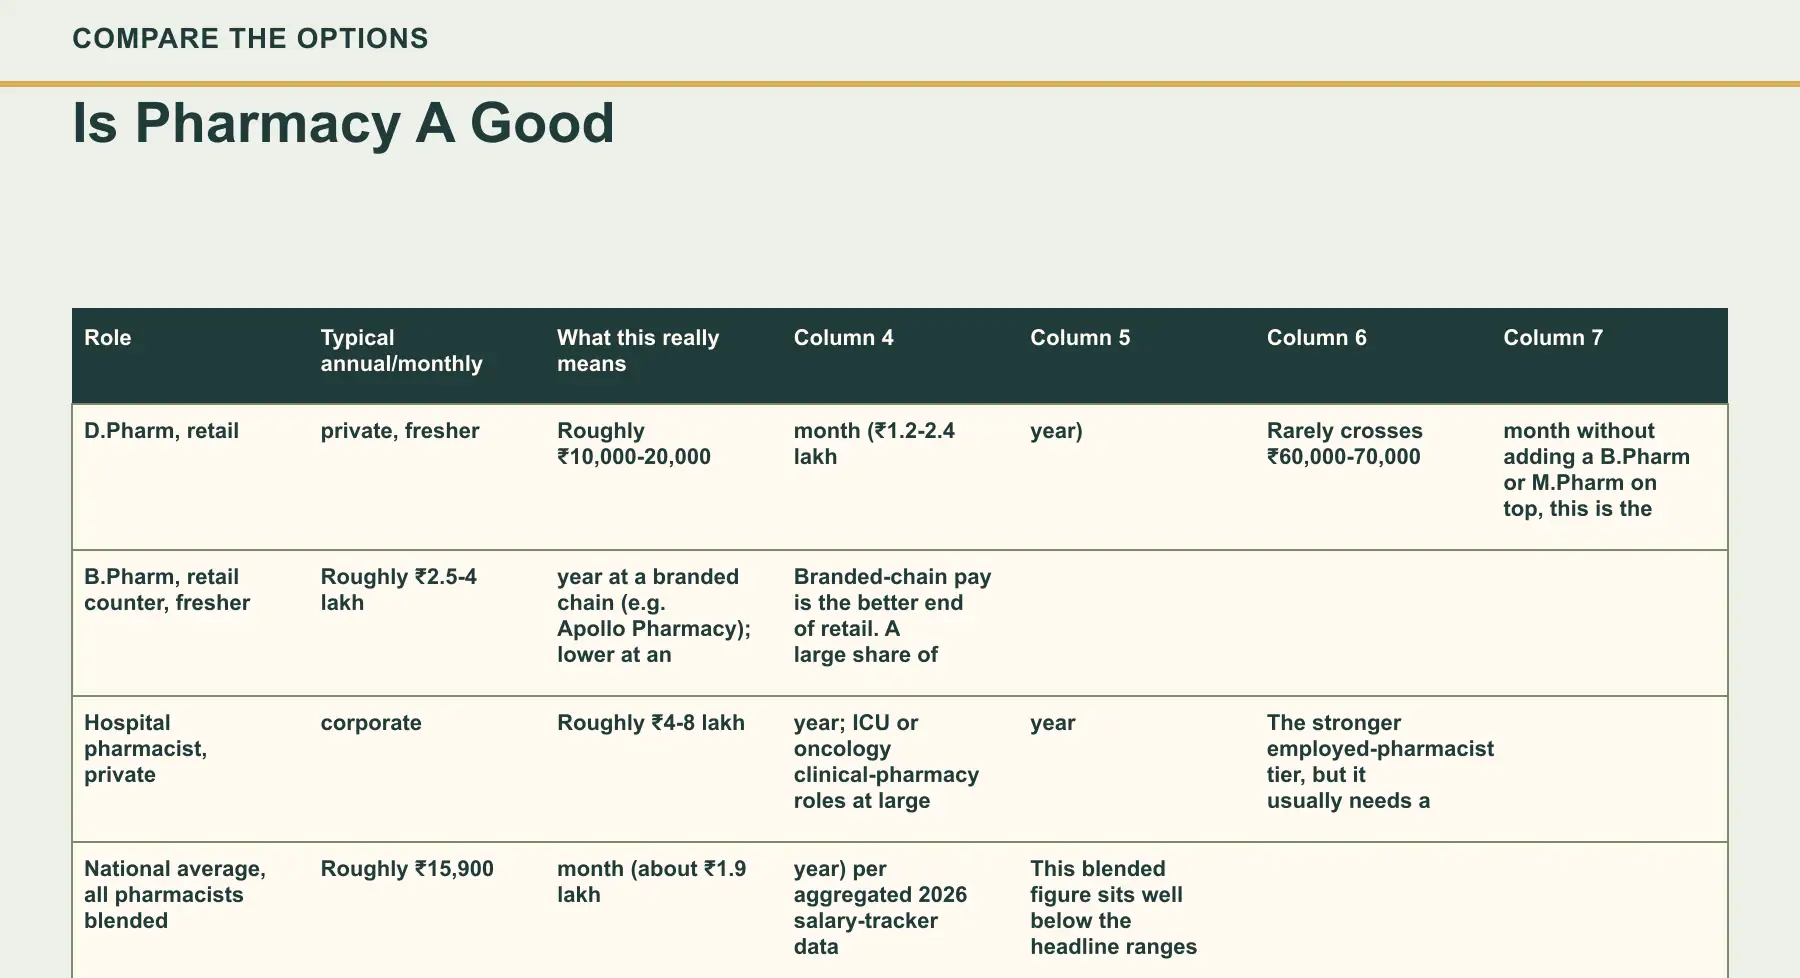 COMPARE THE OPTIONS
Is Pharmacy A Good
Role
Typical
annual/monthly
What this really
means
Column 4
Column 5
Column 6
Column 7
D.Pharm, retail
private, fresher
Roughly
₹10,000-20,000
month (₹1.2-2.4
lakh
year)
Rarely crosses
₹60,000-70,000
month without
adding a B.Pharm
or M.Pharm on
top, this is the
B.Pharm, retail
counter, fresher
Roughly ₹2.5-4
lakh
year at a branded
chain (e.g.
Apollo Pharmacy);
lower at an
Branded-chain pay
is the better end
of retail. A
large share of
Hospital
pharmacist,
private
corporate
Roughly ₹4-8 lakh
year; ICU or
oncology
clinical-pharmacy
roles at large
year
The stronger
employed-pharmacist
tier, but it
usually needs a
National average,
all pharmacists
blended
Roughly ₹15,900
month (about ₹1.9
lakh
year) per
aggregated 2026
salary-tracker
data
This blended
figure sits well
below the
headline ranges